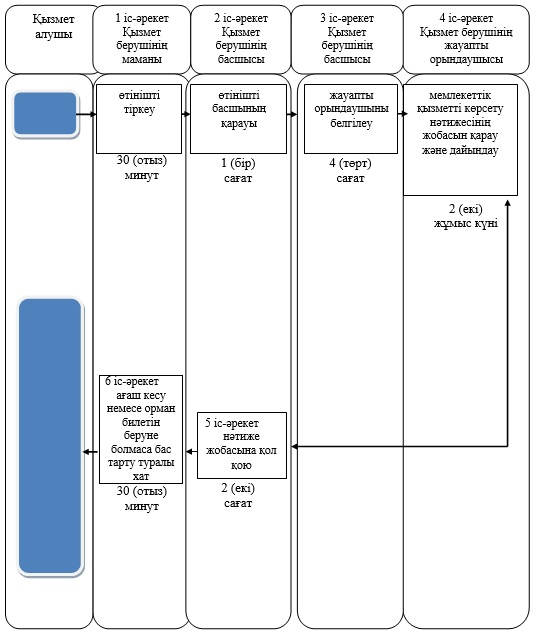 Қызмет
алушы
1 іс-әрекет
Қызмет
берушінің
маманы
2 іс-әрекет
Қызмет
берушінің
басшысы
3 іс-әрекет
Қызмет
берушінің
басшысы
4 іс-әрекет
Қызмет берушінің
жауапты
орындаушысы
өтінішті
тіркеу
30 (отыз)
минут
өтінішті
басшының
қарауы
1 (бір)
сағат
жауапты
орындаушыны
белгілеу
4 (төрт)
сағат
мемлекеттік
қызметті көрсету
нәтижесінің
жобасын қарау
және дайындау
2 (екі)
жұмыс күні
6 іс-әрекет
ағаш кесу
немесе орман
билетін
беруне
болмаса бас
тарту туралы
хат
30 (отыз)
минут
5 іс-әрекет
нәтиже
жобасына қол
қою
2 (екі)
сағат